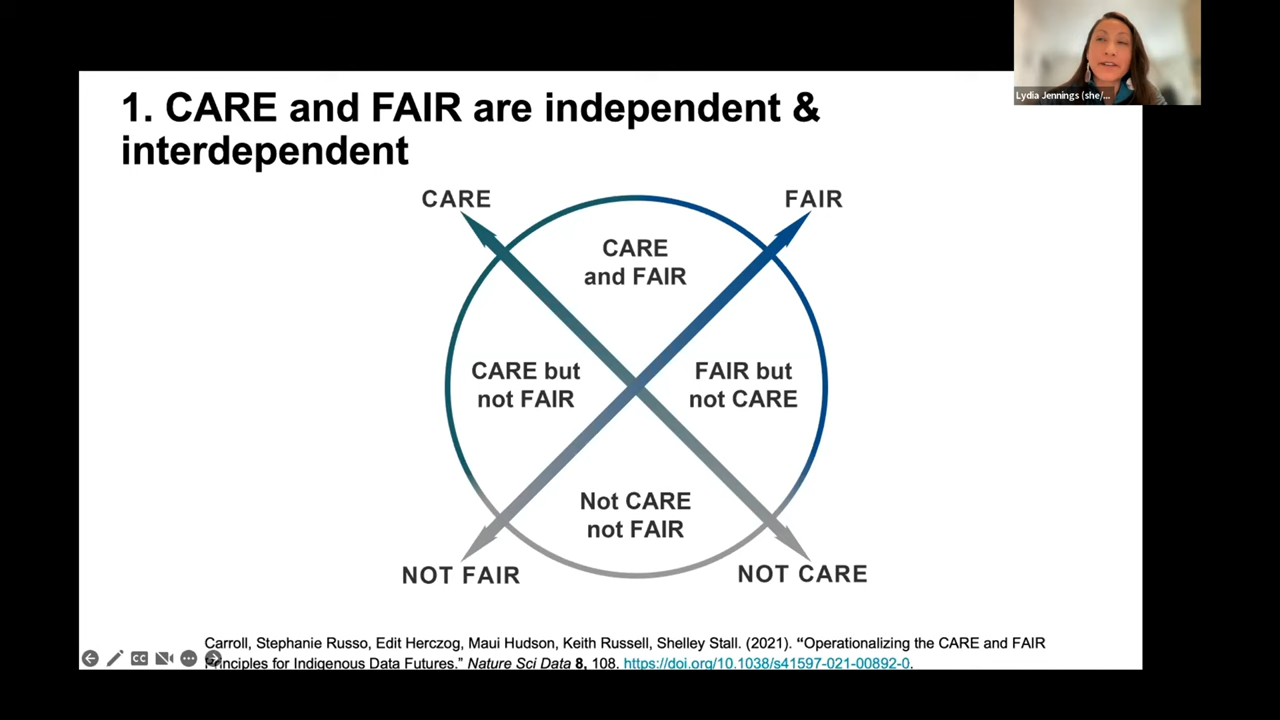 Lydia Jennings (she/...
1. CARE and FAIR are independent &
interdependent
CARE
FAIR
CARE
and FAIR
CARE but
not FAIR
FAIR but
not CARE
Not CARE
not FAIR
NOT FAIR
NOT CARE
Carroll, Stephanie Russo, Edit Herczog, Maui Hudson, Keith Russell, Shelley Stall. (2021). “Operationalizing the CARE and FAIR
Principles for Indigenous Data Futures.” Nature Sci Data 8, 108. https://doi.org/10.1038/s41597-021-00892-0.
CC